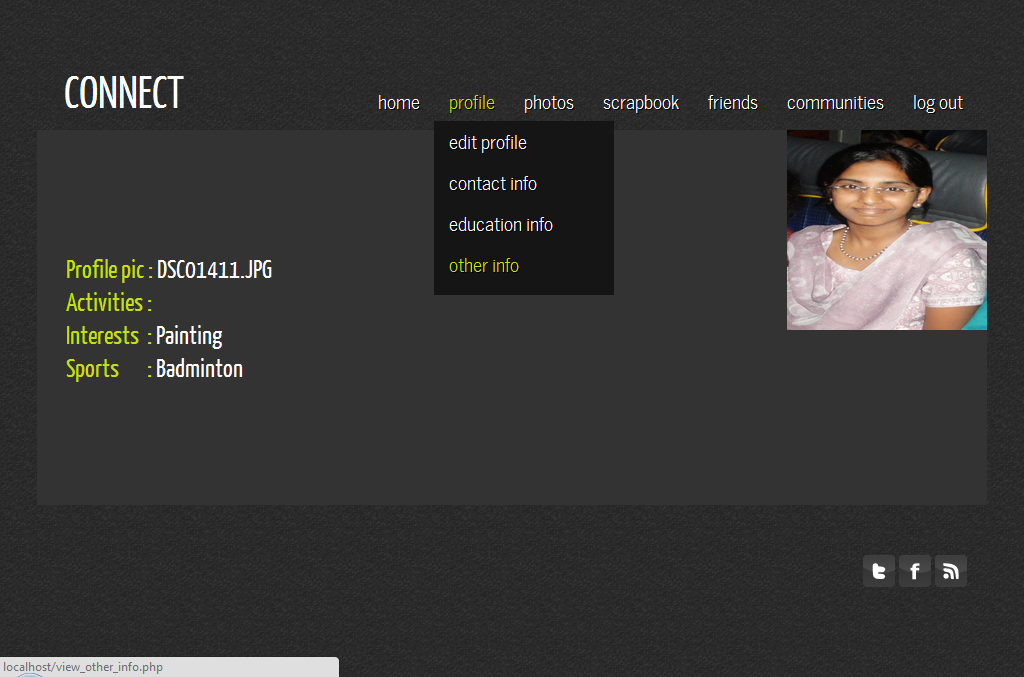 CONNECT
home profile photos scrapbook friends communities log out
edit profile
contact info
education info
other info
Profile pic : DSC01411.JPG
Activities :
Interests : Painting
Sports : Badminton
localhost/view_other_info.php